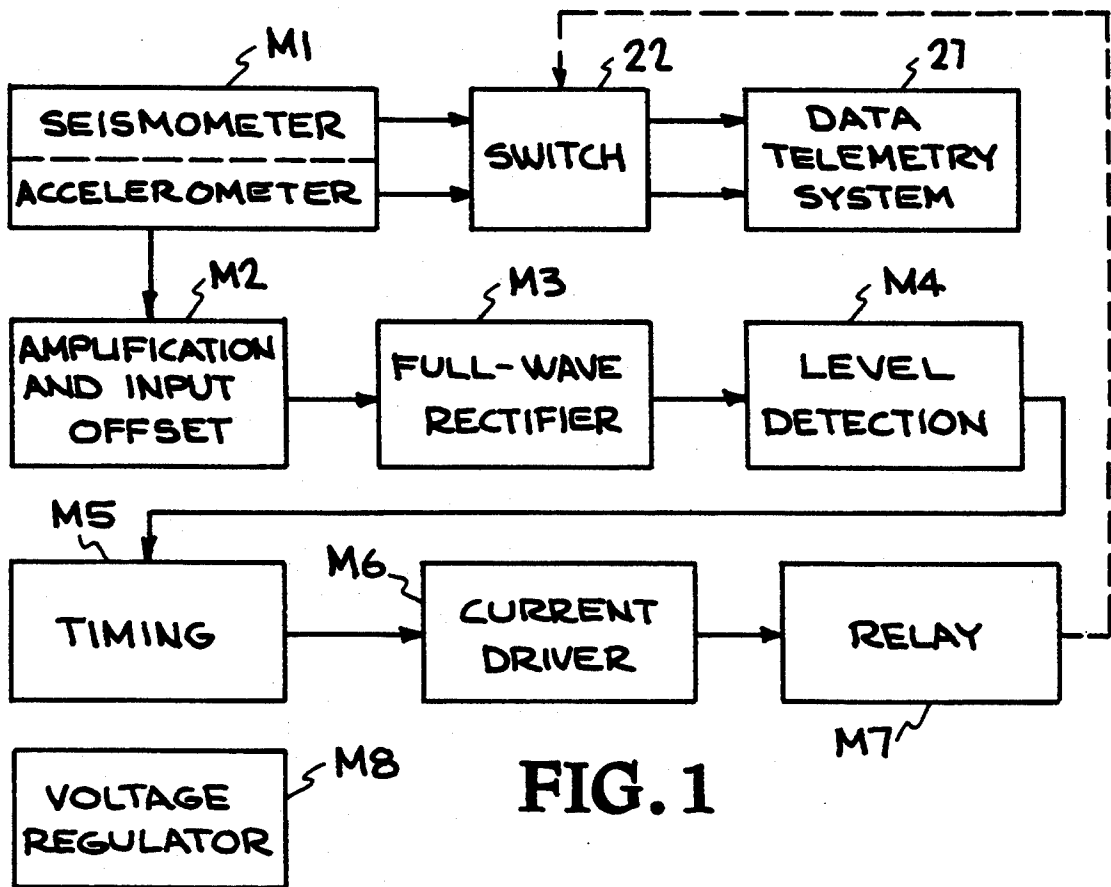 M1
22
27
SEISMOMETER
ACCELEROMETER
SWITCH
DATA
TELEMETRY
SYSTEM
M2
M3
M4
AMPLIFICATION
AND INPUT
OFFSET
FULL-WAVE
RECTIFIER
LEVEL
DETECTION
M5
M6
TIMING
CURRENT
DRIVER
RELAY
M7
M8
VOLTAGE
REGULATOR
FIG. 1